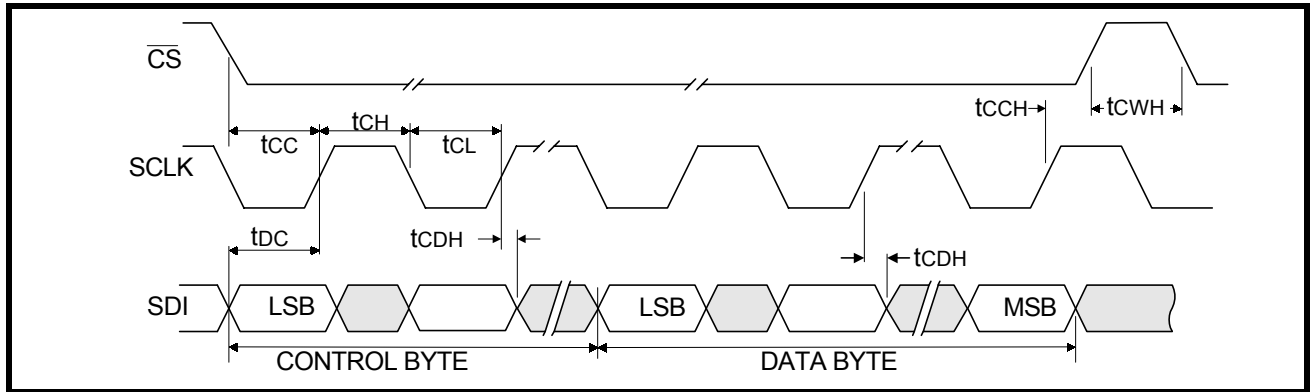 CS
tCCH
tCWH
tCC
tCH
tCL
SCLK
tDC
tCDH
tCDH
SDI
LSB
LSB
MSB
CONTROL BYTE
DATA BYTE